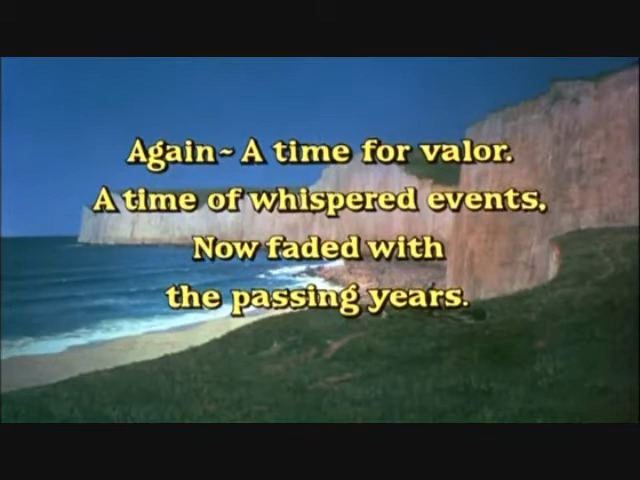 Again~ A time for valor.
A time of whispered events,
Now faded with
the passing years.